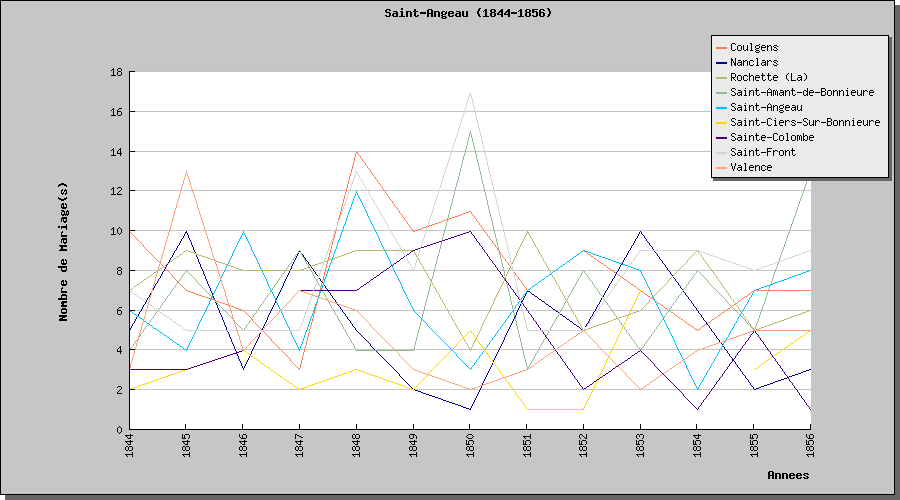 Saint-Angeau (1844-1856)
Coulgens
Nanclars
Rochette (La)
Saint-Amant-de-Bonnieure
Saint-Angeau
Saint-Ciers-Sur-Bonnieure
Sainte-Colombe
Saint-Front
Valence
18
16
14
12
10
8
6
4
2
0
Nombre de Mariage(s)
1844
1845
1846
1847
1848
1849
1850
1851
1852
1853
1854
1855
1856
Annees